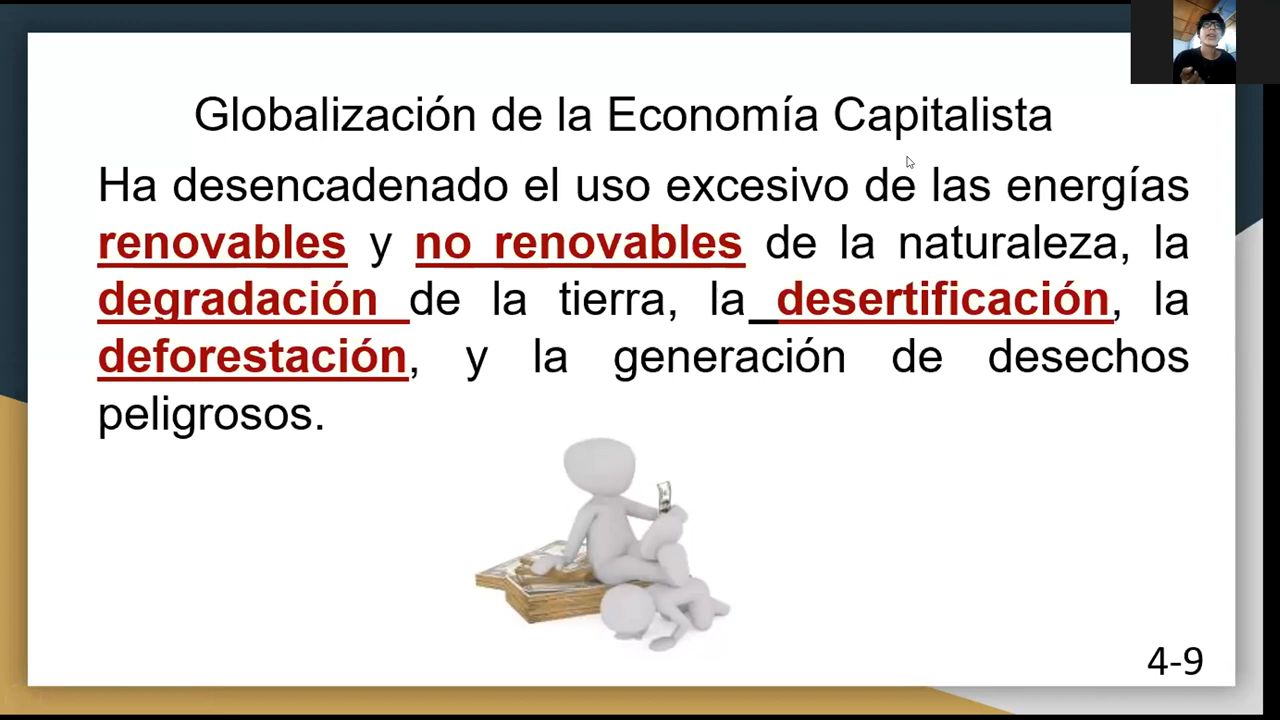 Globalización de la Economía Capitalista
Ha desencadenado el uso excesivo de las energías
renovables y no renovables de la naturaleza, la
degradación de la tierra, la desertificación, la
deforestación, y la generación de desechos
peligrosos.
4-9